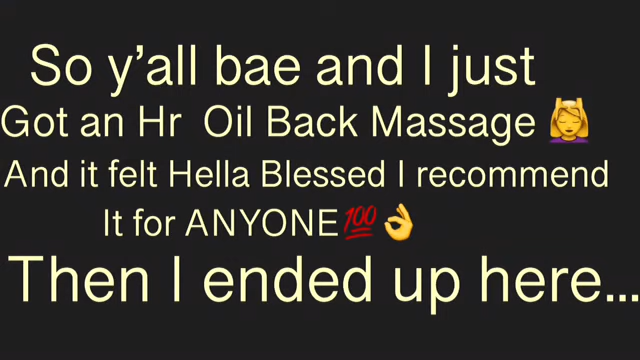 So y’all bae and I just
Got an Hr Oil Back Massage 💆
And it felt Hella Blessed I recommend
It for ANYONE💯👌
Then I ended up here...